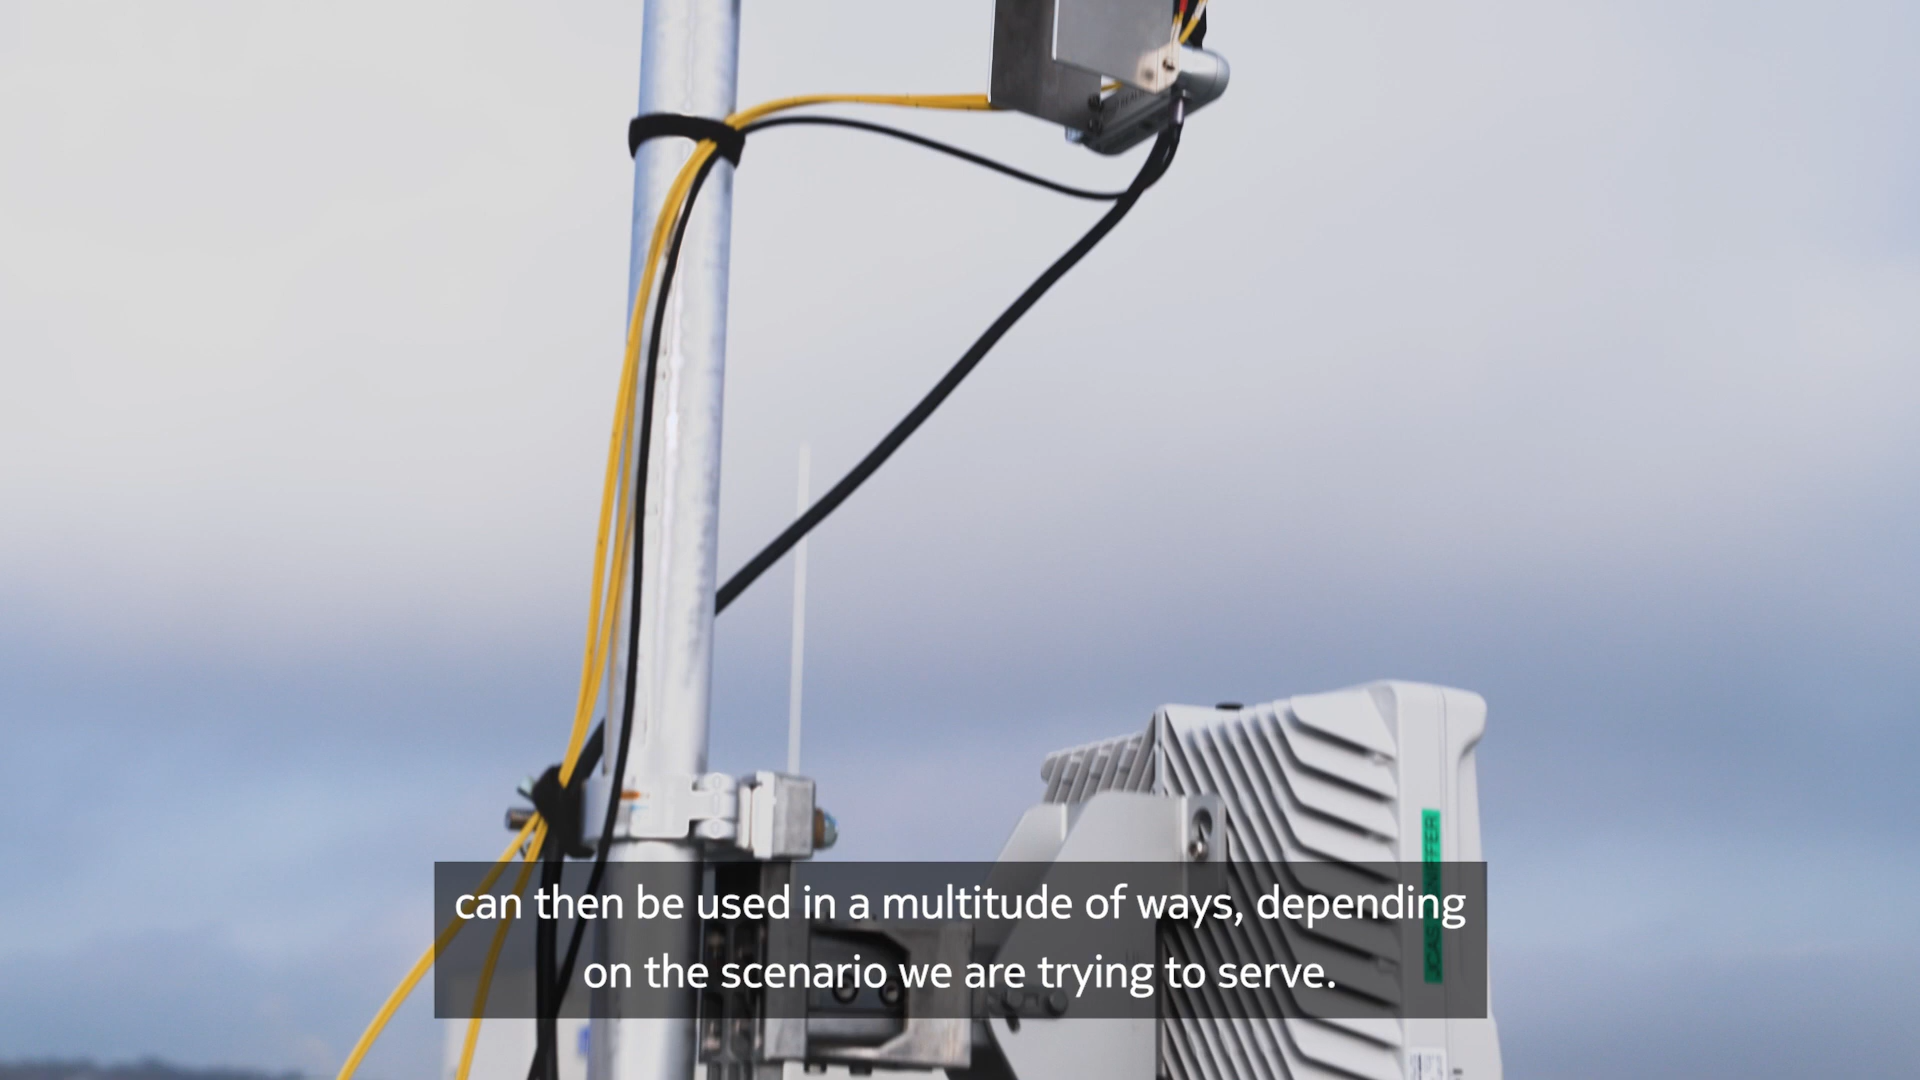 can then be used in a multitude of ways, depending
on the scenario we are trying to serve.